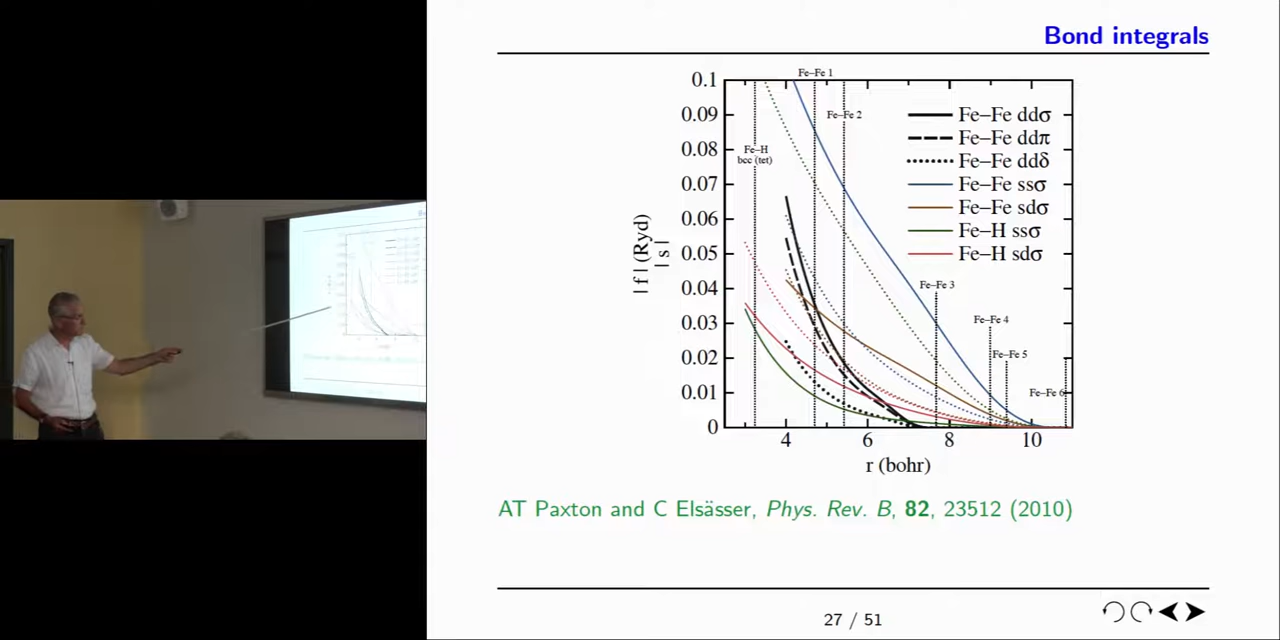 Bond integrals
Fe–Fe 1
Fe–Fe 2
Fe–H
bcc (tet)
Fe–Fe 3
Fe–Fe 4
Fe–Fe 5
Fe–Fe 6
0.1
0.09
0.08
0.07
0.06
0.05
0.04
0.03
0.02
0.01
0
| f | (Ryd)
| s |
Fe–Fe ddσ
Fe–Fe ddπ
Fe–Fe ddδ
Fe–Fe ssσ
Fe–Fe sdσ
Fe–H ssσ
Fe–H sdσ
4 6 8 10
r (bohr)
AT Paxton and C Elsässer, Phys. Rev. B, 82, 23512 (2010)
27 / 51